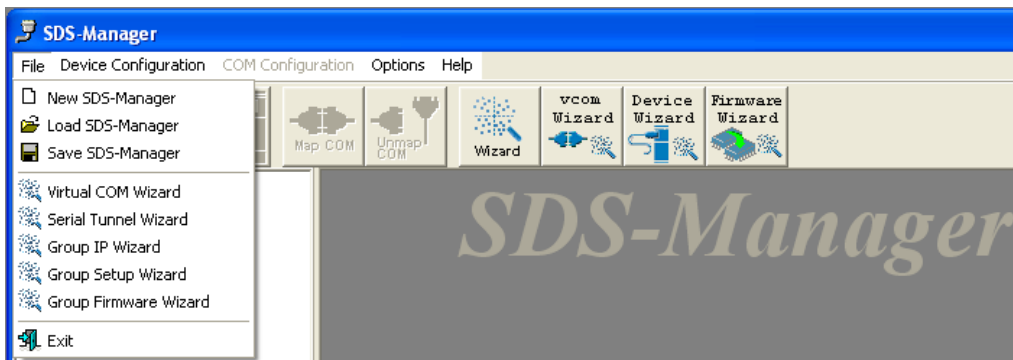 SDS-Manager
File Device Configuration COM Configuration Options Help
New SDS-Manager
Load SDS-Manager
Save SDS-Manager
Virtual COM Wizard
Serial Tunnel Wizard
Group IP Wizard
Group Setup Wizard
Group Firmware Wizard
Exit
Map COM
Unmap
COM
Wizard
vcom
Wizard
Device
Wizard
Firmware
Wizard
SDS-Manager